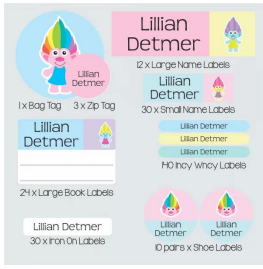 Lillian
Detmer
1 x Bag Tag
3 x Zip Tag
Lillian
Detmer
12 x Large Name Labels
Lillian
Detmer
30 x Small Name Labels
Lillian
Detmer
24 x Large Book Labels
Lillian Detmer
Lillian Detmer
Lillian Detmer
140 Incy Wncy Labels
Lillian Detmer
30 x Iron On Labels
Lillian
Detmer
Lillian
Detmer
10 pairs x Shoe Labels